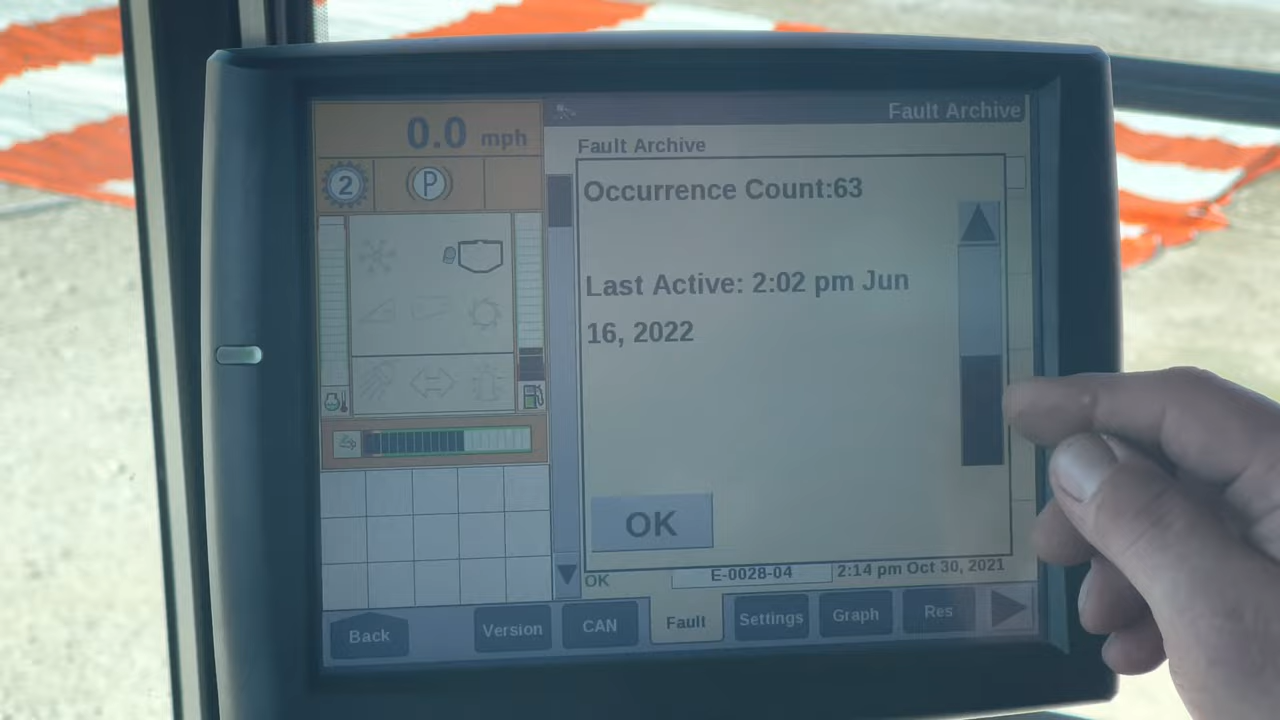 0.0 mph
2
P
Fault Archive
Fault Archive
Occurrence Count:63
Last Active: 2:02 pm Jun
16, 2022
OK
OK
E-0028-04
2:14 pm Oct 30, 2021
Back
Version
CAN
Fault
Settings
Graph
Res